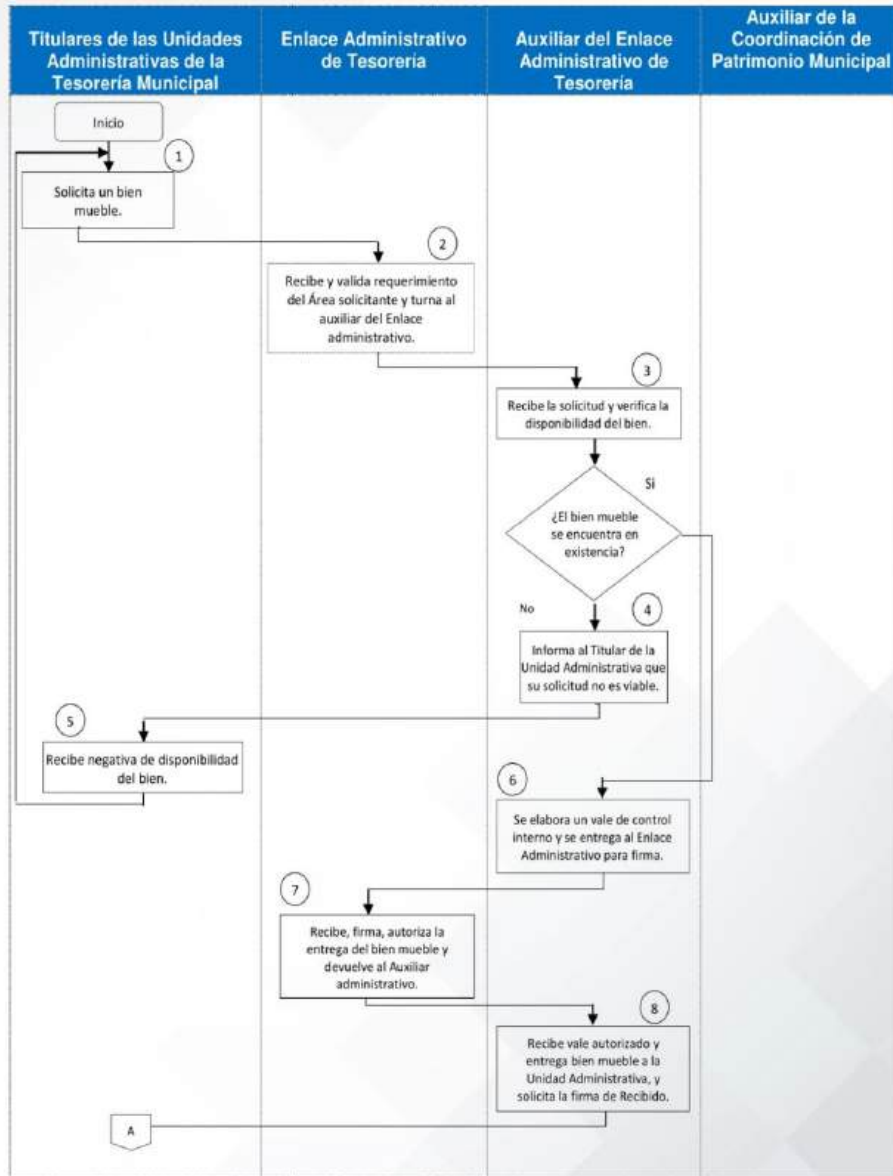 Titulares de las Unidades
Administrativas de la
Tesorería Municipal
Enlace Administrativo
de Tesorería
Auxiliar del Enlace
Administrativo de
Tesorería
Auxiliar de la
Coordinación de
Patrimonio Municipal
Inicio
1
Solicita un bien
mueble.
2
Recibe y valida requerimiento
del Área solicitante y turna al
auxiliar del Enlace
administrativo.
3
Recibe la solicitud y verifica la
disponibilidad del bien.
Si
¿El bien mueble
se encuentra en
existencia?
No
4
Informa al Titular de la
Unidad Administrativa que
su solicitud no es viable.
5
Recibe negativa de disponibilidad
del bien.
6
Se elabora un vale de control
interno y se entrega al Enlace
Administrativo para firma.
7
Recibe, firma, autoriza la
entrega del bien mueble y
devuelve al Auxiliar
administrativo.
8
Recibe vale autorizado y
entrega bien mueble a la
Unidad Administrativa, y
solicita la firma de Recibido.
A